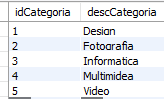 idCategoria descCategoria
1 Design
2 Fotografia
3 Informatica
4 Multimidea
5 Video